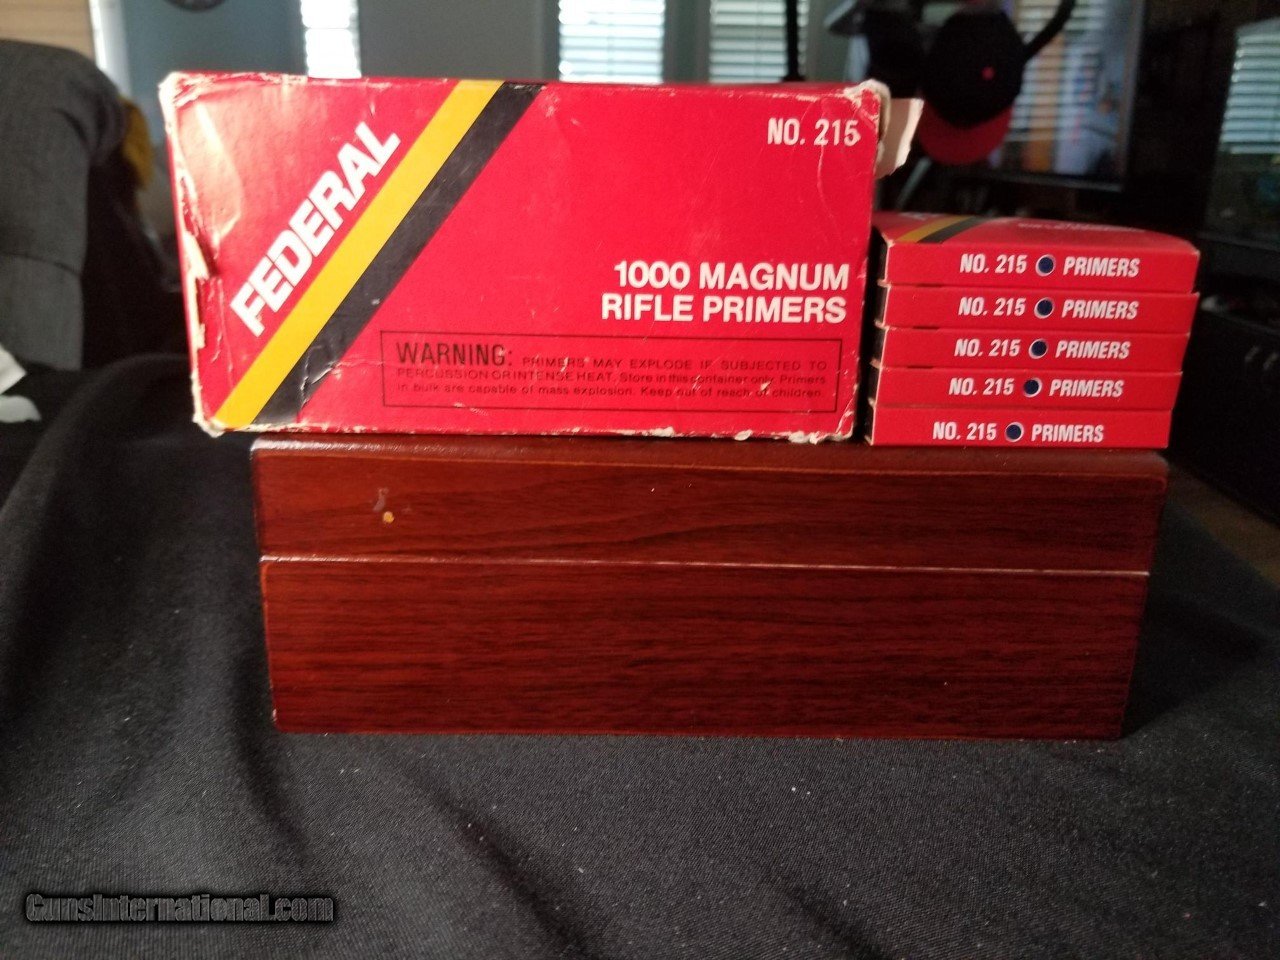 FEDERAL
NO. 215
1000 MAGNUM
RIFLE PRIMERS
WARNING: PRIMERS MAY EXPLODE IF SUBJECTED TO
PERCUSSION OR INTENSE HEAT. Store in this container only. Primers
in bulk are capable of mass explosion. Keep out of reach of children.
NO. 215 PRIMERS
NO. 215 PRIMERS
NO. 215 PRIMERS
NO. 215 PRIMERS
NO. 215 PRIMERS
GunsInternational.com